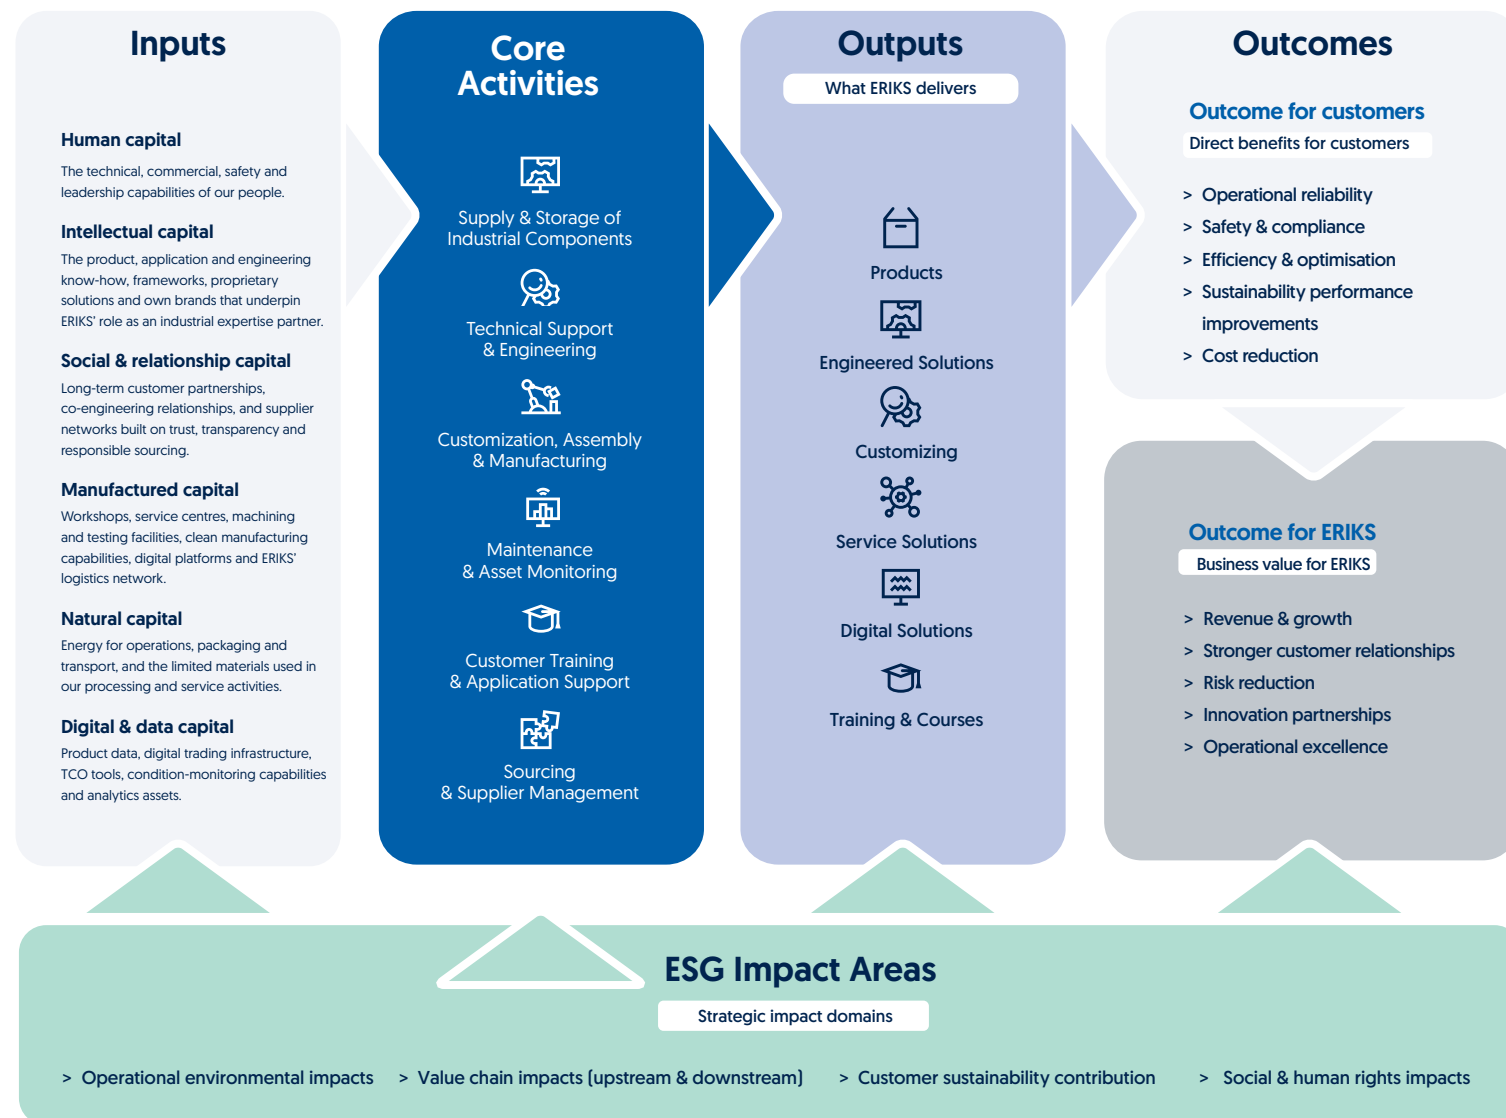 Inputs
Human capital
The technical, commercial, safety and
leadership capabilities of our people.
Intellectual capital
The product, application and engineering
know-how, frameworks, proprietary
solutions and own brands that underpin
ERIKS' role as an industrial expertise partner.
Social & relationship capital
Long-term customer partnerships,
co-engineering relationships, and supplier
networks built on trust, transparency and
responsible sourcing.
Manufactured capital
Workshops, service centres, machining
and testing facilities, clean manufacturing
capabilities, digital platforms and ERIKS'
logistics network.
Natural capital
Energy for operations, packaging and
transport, and the limited materials used in
our processing and service activities.
Digital & data capital
Product data, digital trading infrastructure,
TCO tools, condition-monitoring capabilities
and analytics assets.
Core
Activities
Supply & Storage of
Industrial Components
Technical Support
& Engineering
Customization, Assembly
& Manufacturing
Maintenance
& Asset Monitoring
Customer Training
& Application Support
Sourcing
& Supplier Management
Outputs
What ERIKS delivers
Products
Engineered Solutions
Customizing
Service Solutions
Digital Solutions
Training & Courses
Outcomes
Outcome for customers
Direct benefits for customers
> Operational reliability
> Safety & compliance
> Efficiency & optimisation
> Sustainability performance
improvements
> Cost reduction
Outcome for ERIKS
Business value for ERIKS
> Revenue & growth
> Stronger customer relationships
> Risk reduction
> Innovation partnerships
> Operational excellence
ESG Impact Areas
Strategic impact domains
> Operational environmental impacts > Value chain impacts (upstream & downstream) > Customer sustainability contribution > Social & human rights impacts